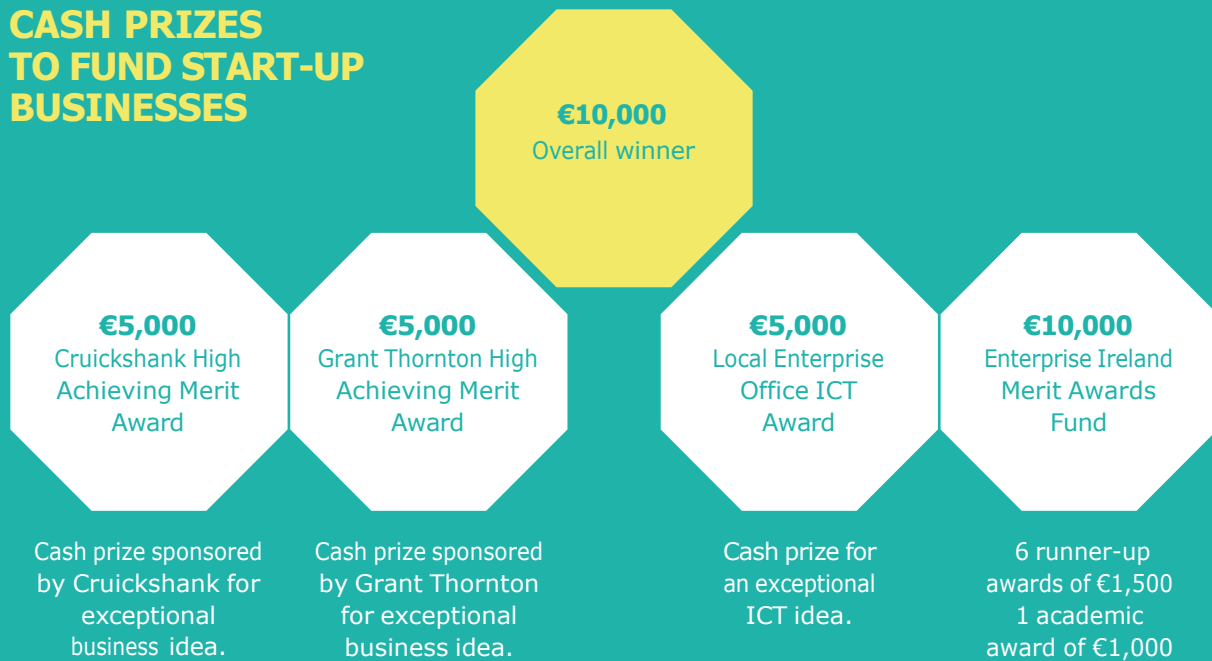 CASH PRIZES
TO FUND START-UP
BUSINESSES
€10,000
Overall winner
€5,000
Cruickshank High
Achieving Merit
Award
€5,000
Grant Thornton High
Achieving Merit
Award
€5,000
Local Enterprise
Office ICT
Award
€10,000
Enterprise Ireland
Merit Awards
Fund
Cash prize sponsored
by Cruickshank for
exceptional
business idea.
Cash prize sponsored
by Grant Thornton
for exceptional
business idea.
Cash prize for
an exceptional
ICT idea.
6 runner-up
awards of €1,500
1 academic
award of €1,000